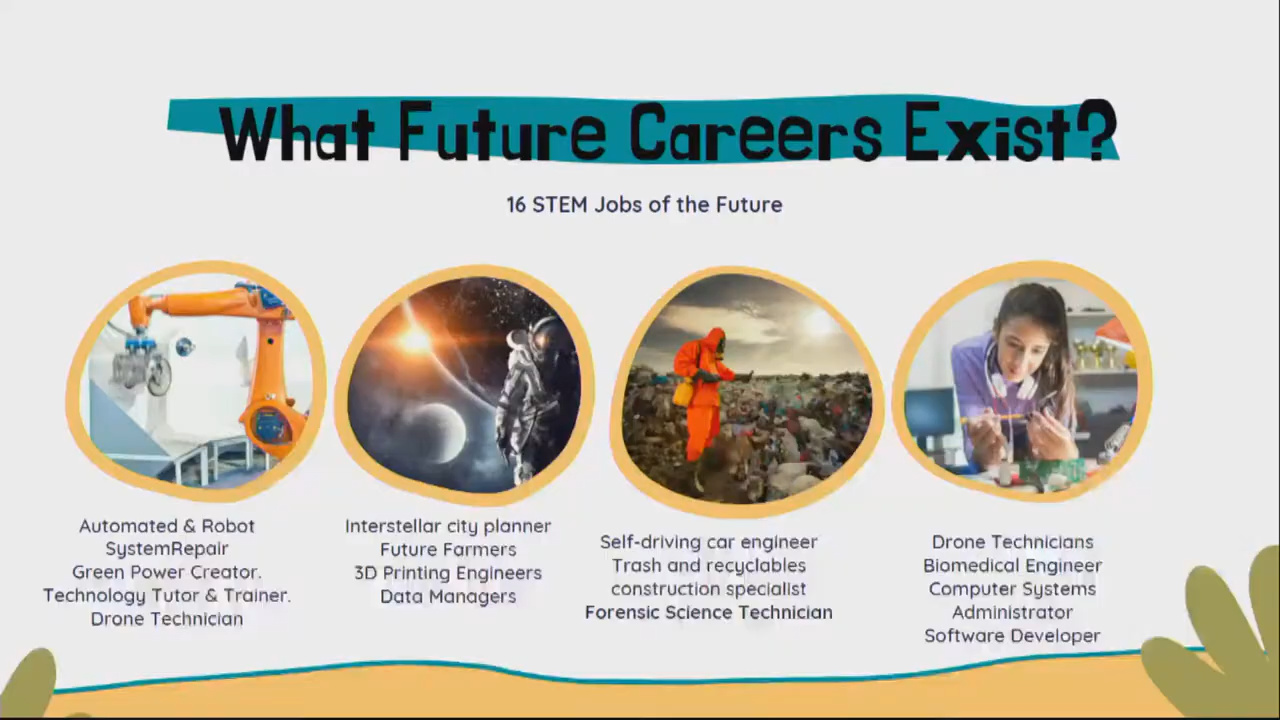 What Future Careers Exist?
16 STEM Jobs of the Future
Automated & Robot
SystemRepair
Green Power Creator.
Technology Tutor & Trainer.
Drone Technician
Interstellar city planner
Future Farmers
3D Printing Engineers
Data Managers
Self-driving car engineer
Trash and recyclables
construction specialist
Forensic Science Technician
Drone Technicians
Biomedical Engineer
Computer Systems
Administrator
Software Developer